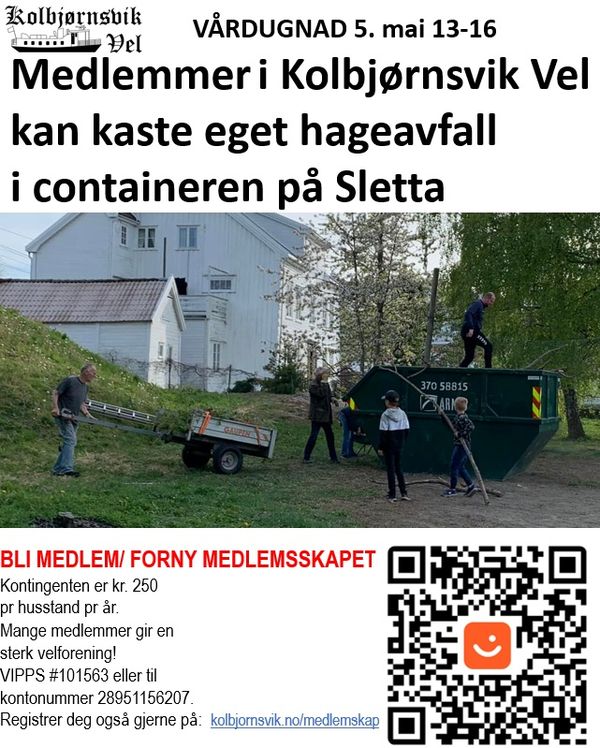 Kolbjørnsvik
Vel
VÅRDUGNAD 5. mai 13-16
Medlemmer i Kolbjørnsvik Vel
kan kaste eget hageavfall
i containeren på Sletta
370 58815
GAUPEN
BLI MEDLEM/ FORNY MEDLEMSSKAPET
Kontingenten er kr. 250
pr husstand pr år.
Mange medlemmer gir en
sterk velforening!
VIPPS #101563 eller til
kontonummer 28951156207.
Registrer deg også gjerne på: kolbjornsvik.no/medlemskap